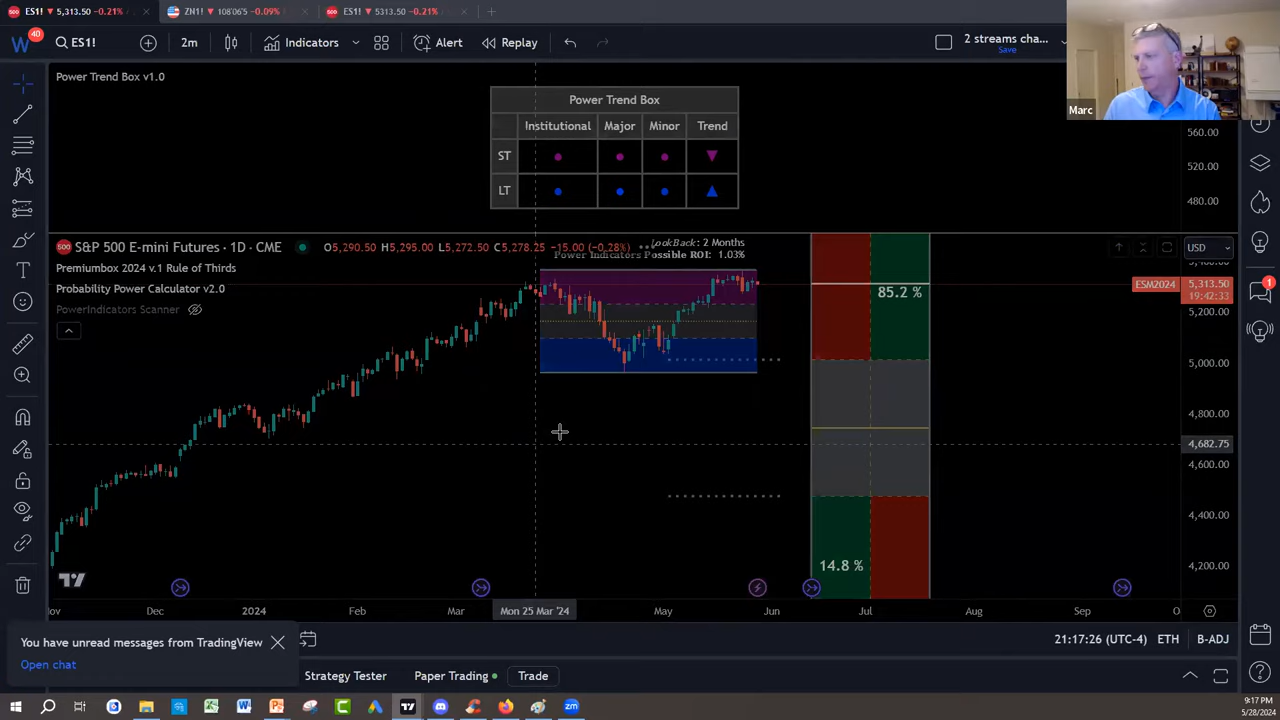 ES1! ▼ 5,313.50 −0.21%
ZN1! ▼ 108'06'5 −0.09%
ES1! ▼ 5313.50 −0.21%
40
ES1!
2m
Indicators
Alert
Replay
2 streams cha...
Save
Marc
Power Trend Box v1.0
Power Trend Box
Institutional Major Minor Trend
ST
LT
560.00
520.00
480.00
S&P 500 E-mini Futures · 1D · CME
O5,290.50 H5,295.00 L5,272.50 C5,278.25 −15.00 (−0.28%)
LookBack: 2 Months
Power Indicators Possible ROI: 1.03%
Premiumbox 2024 v.1 Rule of Thirds
Probability Power Calculator v2.0
PowerIndicators Scanner
USD
5,400.00
ESM2024 5,313.50
19:42:33
5,200.00
5,000.00
4,800.00
4,682.75
4,600.00
4,400.00
4,200.00
85.2 %
14.8 %
Dec 2024 Feb Mar Mon 25 Mar '24 May Jun Jul Aug Sep
You have unread messages from TradingView
Open chat
21:17:26 (UTC-4) ETH B-ADJ
Strategy Tester Paper Trading Trade
9:17 PM
5/28/2024